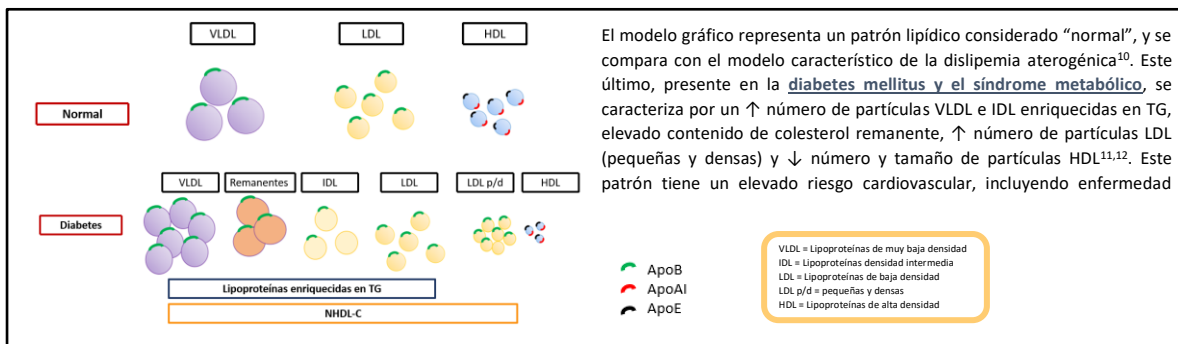 VLDL LDL HDL
Normal
VLDL Remanentes IDL LDL LDL p/d HDL
Diabetes
Lipoproteínas enriquecidas en TG
NHDL-C
El modelo gráfico representa un patrón lipídico considerado “normal”, y se
compara con el modelo característico de la dislipemia aterogénica10. Este
último, presente en la diabetes mellitus y el síndrome metabólico, se
caracteriza por un ↑ número de partículas VLDL e IDL enriquecidas en TG,
elevado contenido de colesterol remanente, ↑ número de partículas LDL
(pequeñas y densas) y ↓ número y tamaño de partículas HDL11,12. Este
patrón tiene un elevado riesgo cardiovascular, incluyendo enfermedad
ApoB
ApoAI
ApoE
VLDL = Lipoproteínas de muy baja densidad
IDL = Lipoproteínas densidad intermedia
LDL = Lipoproteínas de baja densidad
LDL p/d = pequeñas y densas
HDL = Lipoproteínas de alta densidad